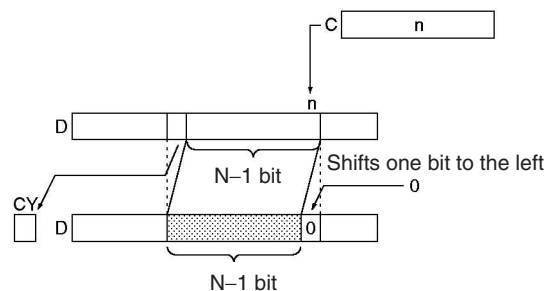 C n
n
D
N–1 bit
Shifts one bit to the left
0
CY
D 0
N–1 bit